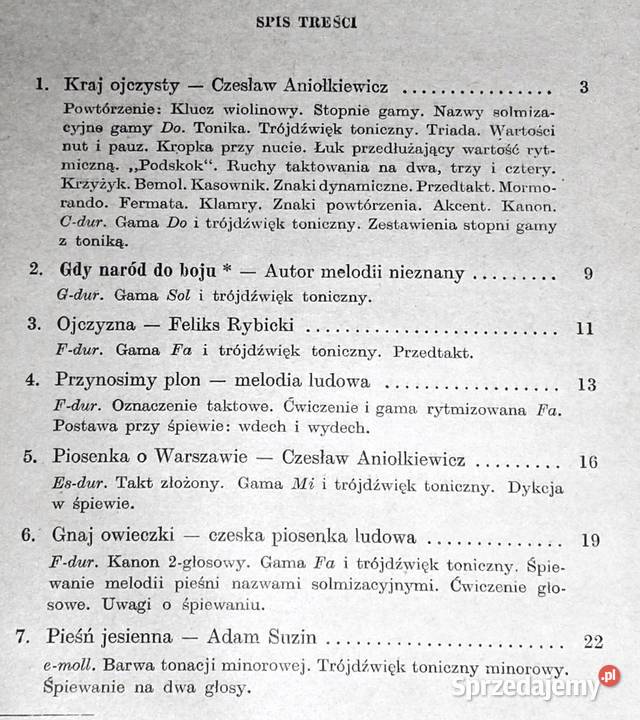 SPIS TREŚCI
1. Kraj ojczysty — Czesław Aniołkiewicz ................ 3
Powtórzenie: Klucz wiolinowy. Stopnie gamy. Nazwy solmiza-
cyjne gamy Do. Tonika. Trójdźwięk toniczny. Triada. Wartości
nut i pauz. Kropka przy nucie. Łuk przedłużający wartość ryt-
miczną. „Podskok". Ruchy taktowania na dwa, trzy i cztery.
Krzyżyk. Bemol. Kasownik. Znaki dynamiczne. Przedtakt. Mormo-
rando. Fermata. Klamry. Znaki powtórzenia. Akcent. Kanon.
C-dur. Gama Do i trójdźwięk toniczny. Zestawienia stopni gamy
z toniką.
2. Gdy naród do boju * — Autor melodii nieznany ......... 9
G-dur. Gama Sol i trójdźwięk toniczny.
3. Ojczyzna — Feliks Rybicki .......................... 11
F-dur. Gama Fa i trójdźwięk toniczny. Przedtakt.
4. Przynosimy plon — melodia ludowa .................. 13
F-dur. Oznaczenie taktowe. Ćwiczenie i gama rytmizowana Fa.
Postawa przy śpiewie: wdech i wydech.
5. Piosenka o Warszawie — Czesław Aniołkiewicz ......... 16
Es-dur. Takt złożony. Gama Mi i trójdźwięk toniczny. Dykcja
w śpiewie.
6. Gnaj owieczki — czeska piosenka ludowa .............. 19
F-dur. Kanon 2-głosowy. Gama Fa i trójdźwięk toniczny. Śpie-
wanie melodii pieśni nazwami solmizacyjnymi. Ćwiczenie gło-
sowe. Uwagi o śpiewaniu.
7. Pieśń jesienna — Adam Suzin ........................ 22
e-moll. Barwa tonacji minorowej. Trójdźwięk toniczny minorowy.
Śpiewanie na dwa głosy.
Sprzedajemy.pl